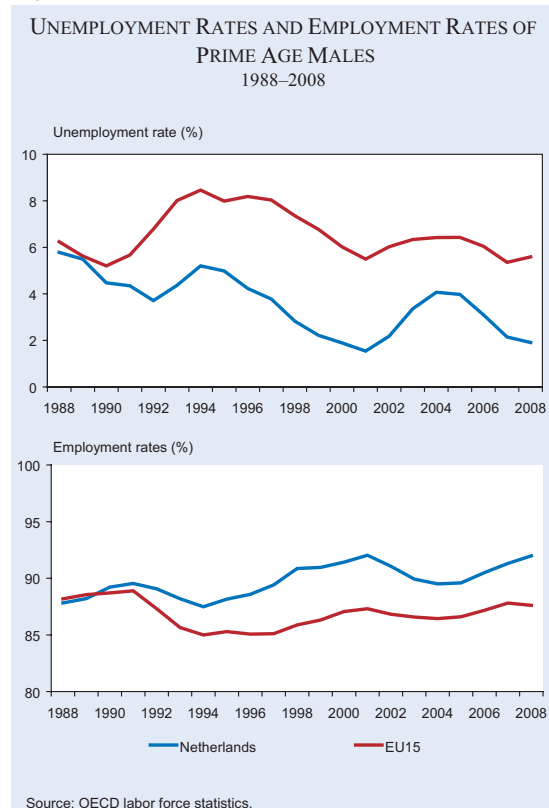 UNEMPLOYMENT RATES AND EMPLOYMENT RATES OF
PRIME AGE MALES
1988–2008
Unemployment rate (%)
10
8
6
4
2
0
1988 1990 1992 1994 1996 1998 2000 2002 2004 2006 2008
Employment rates (%)
100
95
90
85
80
1988 1990 1992 1994 1996 1998 2000 2002 2004 2006 2008
Netherlands EU15
Source: OECD labor force statistics.